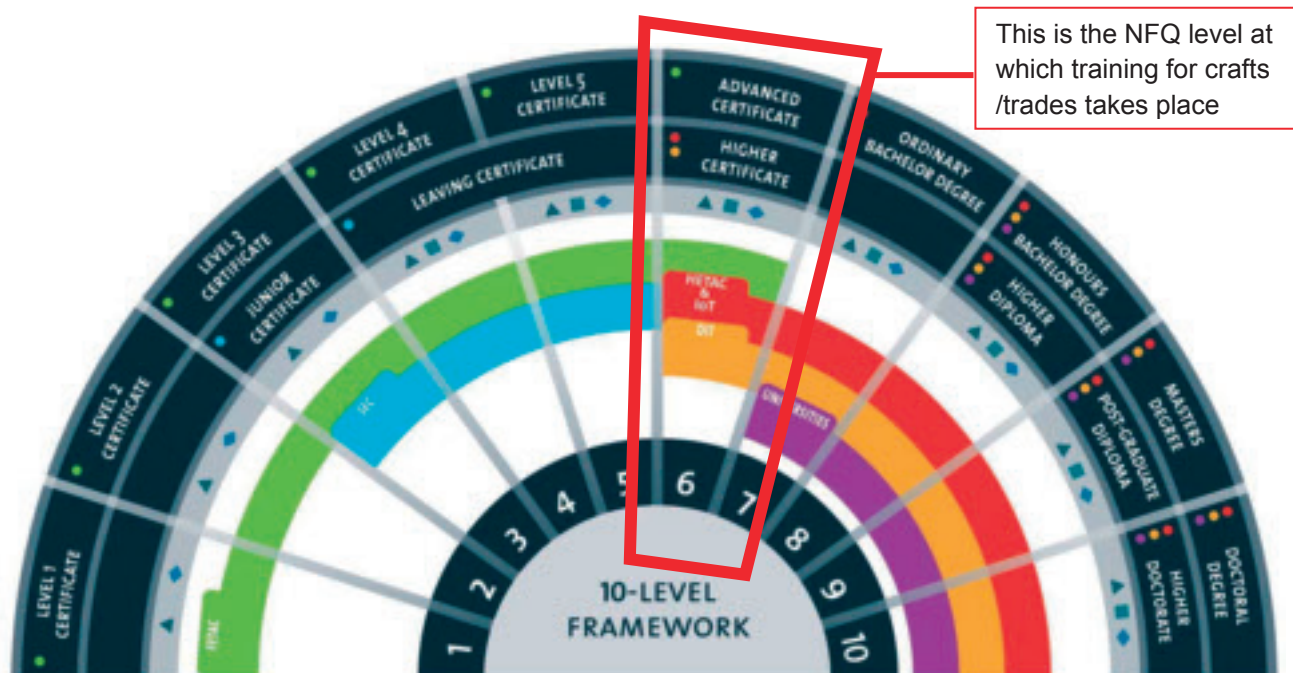 This is the NFQ level at
which training for crafts
/trades takes place
LEVEL 1
CERTIFICATE
LEVEL 2
CERTIFICATE
LEVEL 3
CERTIFICATE
JUNIOR
CERTIFICATE
LEVEL 4
CERTIFICATE
LEVEL 5
CERTIFICATE
LEAVING CERTIFICATE
ADVANCED
CERTIFICATE
HIGHER
CERTIFICATE
ORDINARY
BACHELOR DEGREE
HONOURS
BACHELOR DEGREE
HIGHER
DIPLOMA
MASTERS
DEGREE
POST-GRADUATE
DIPLOMA
DOCTORAL
DEGREE
HIGHER
DOCTORATE
FETAC
SEC
HETAC
&
IoT
DIT
UNIVERSITIES
1
2
3
4
5
6
7
8
9
10
10-LEVEL
FRAMEWORK